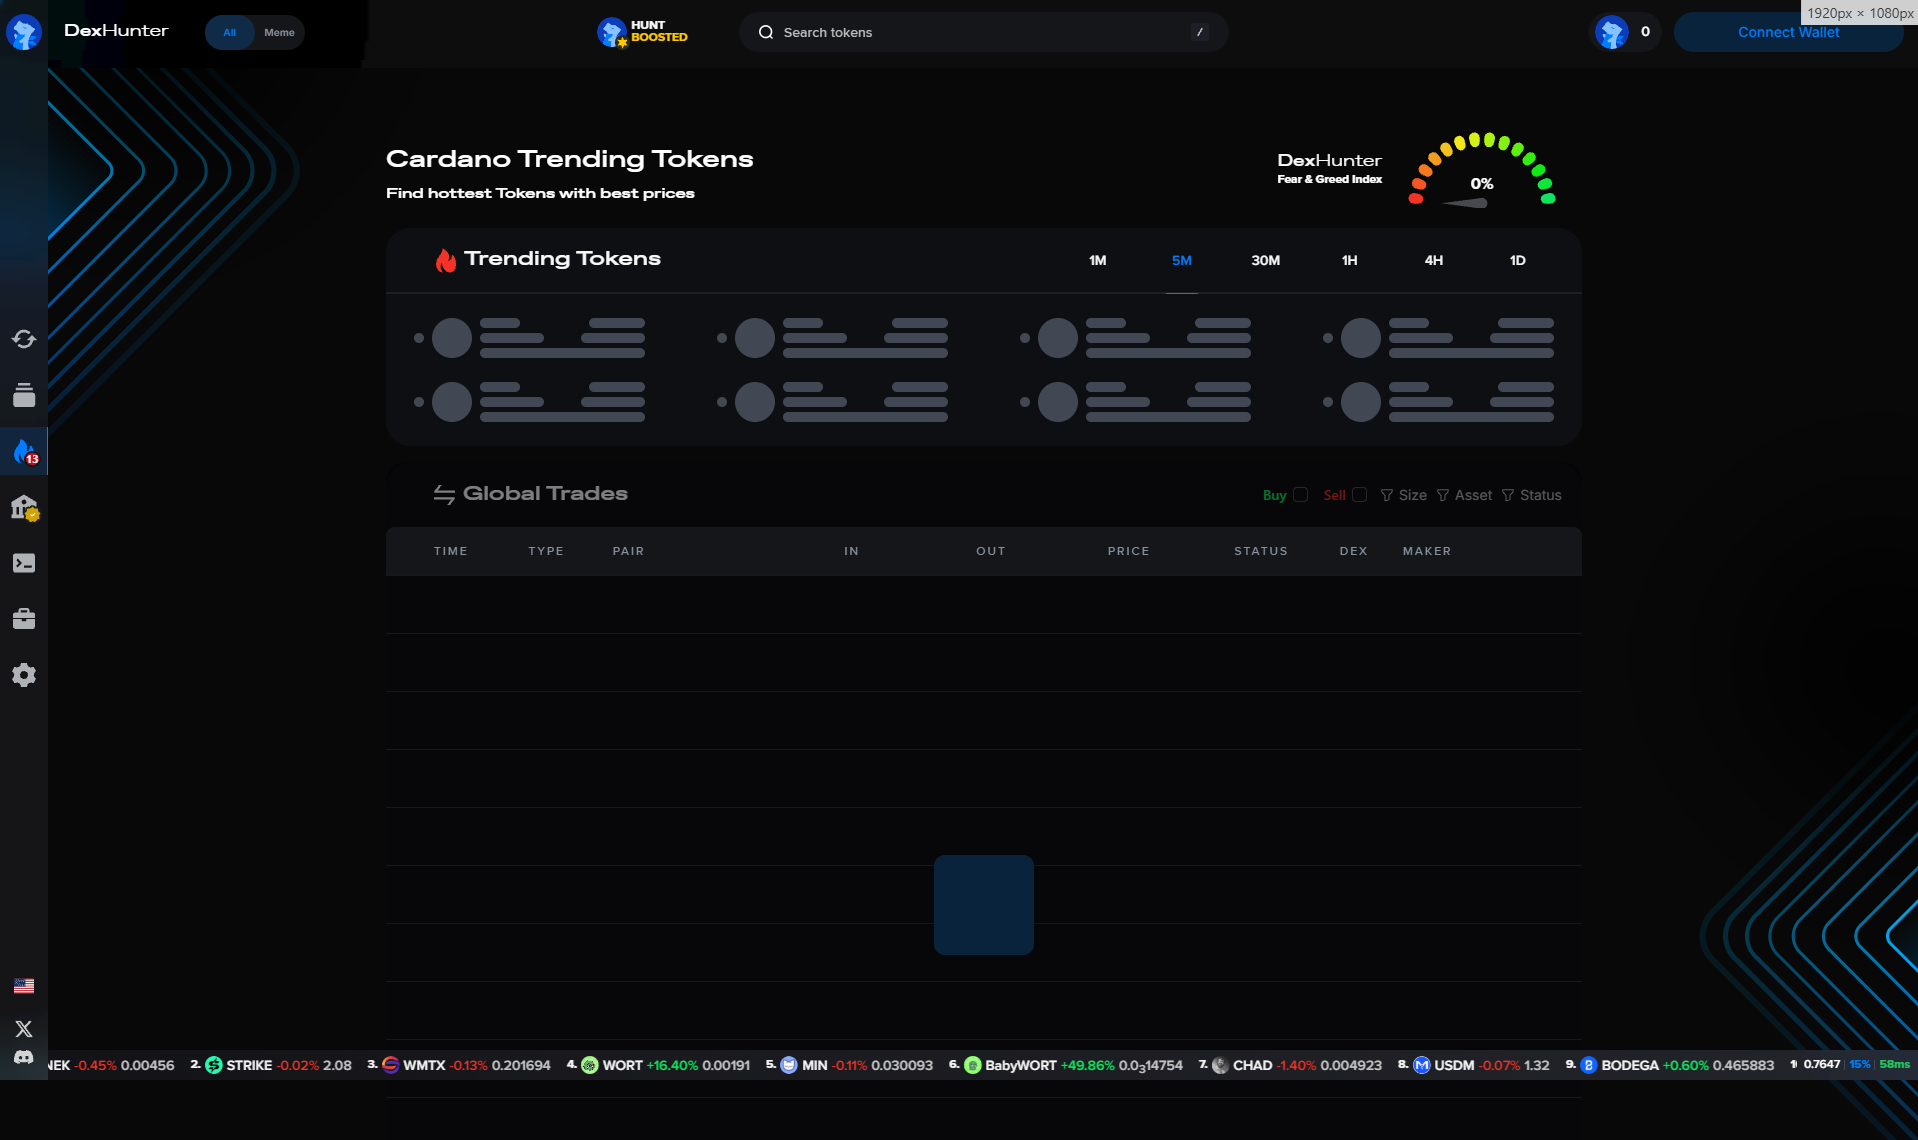 DexHunter
All Meme
HUNT
BOOSTED
Search tokens /
0
Connect Wallet
1920px × 1080px
Cardano Trending Tokens
Find hottest Tokens with best prices
DexHunter
Fear & Greed Index
0%
Trending Tokens
1M 5M 30M 1H 4H 1D
13
Global Trades
Buy Sell Size Asset Status
TIME TYPE PAIR IN OUT PRICE STATUS DEX MAKER
NEK -0.45% 0.00456 2. STRIKE -0.02% 2.08 3. WMTX -0.13% 0.201694 4. WORT +16.40% 0.00191 5. MIN -0.11% 0.030093 6. BabyWORT +49.86% 0.0₃14754 7. CHAD -1.40% 0.004923 8. USDM -0.07% 1.32 9. BODEGA +0.60% 0.465883 0.7647 15% 58ms